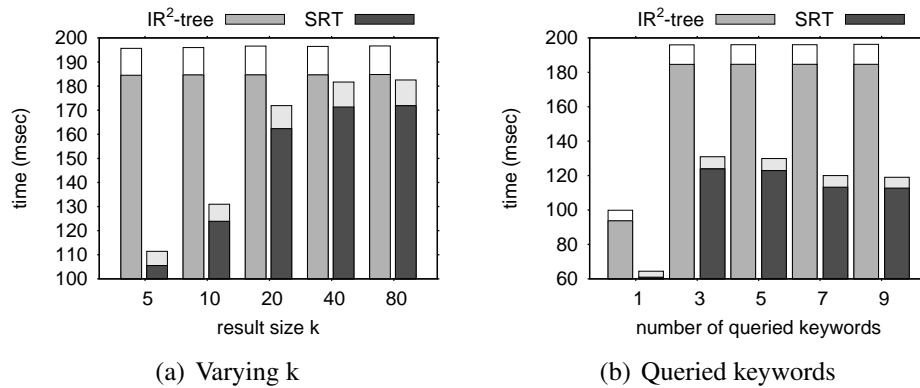 IR²-tree SRT
200
190
180
170
160
150
140
130
120
110
100
time (msec)
5 10 20 40 80
result size k
(a) Varying k
IR²-tree SRT
200
180
160
140
120
100
80
60
time (msec)
1 3 5 7 9
number of queried keywords
(b) Queried keywords